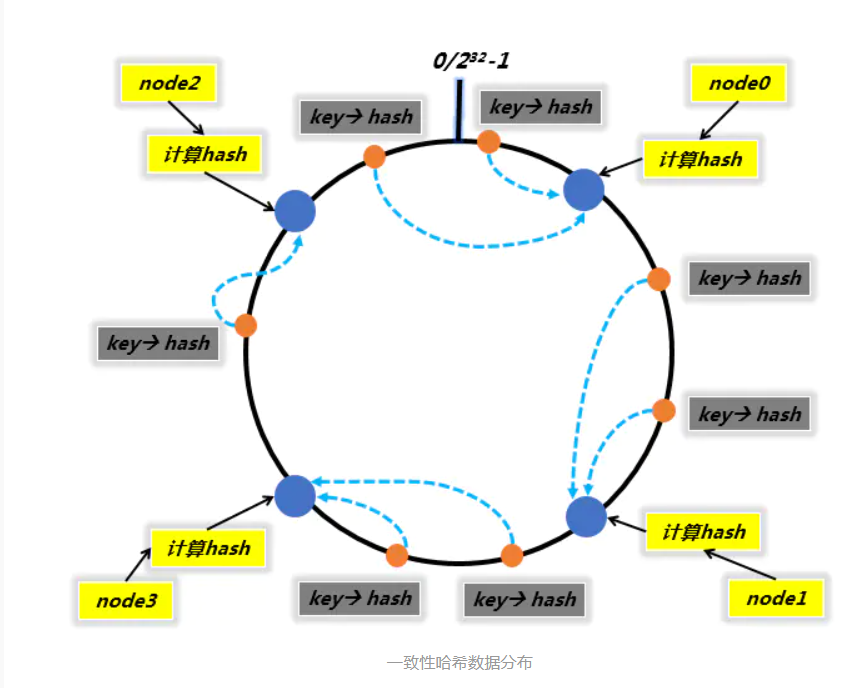 0/2³²-1
node2
node0
key→ hash
key→ hash
计算hash
计算hash
key→ hash
key→ hash
key→ hash
计算hash
计算hash
node3
key→ hash
key→ hash
node1
一致性哈希数据分布